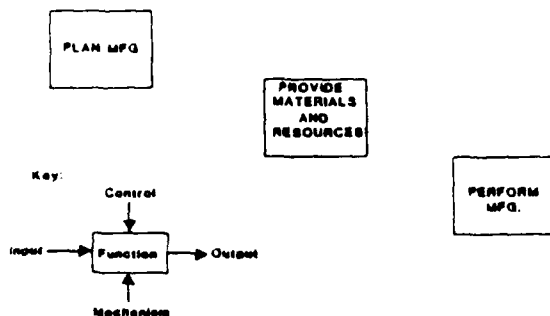 PLAN MFG
PROVIDE
MATERIALS
AND
RESOURCES
PERFORM
MFG.
Key:
Control
Input
Function
Output
Mechanism